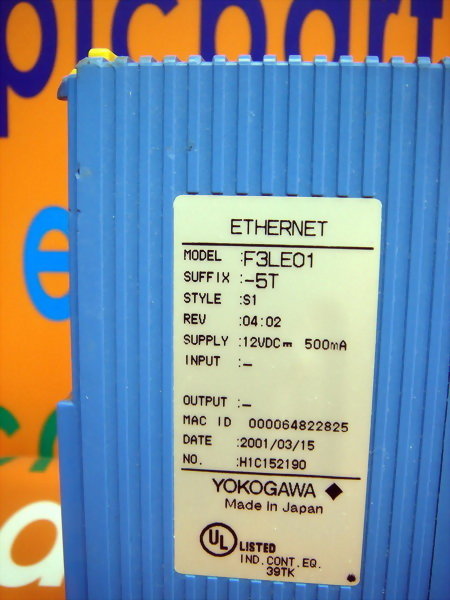 picpart
e
a
ETHERNET
MODEL :F3LE01
SUFFIX :-5T
STYLE :S1
REV :04:02
SUPPLY :12VDC⎓ 500mA
INPUT :-
OUTPUT :-
MAC ID 000064822825
DATE :2001/03/15
NO. :H1C152190
YOKOGAWA ◆
Made in Japan
UL LISTED
IND.CONT.EQ.
39TK